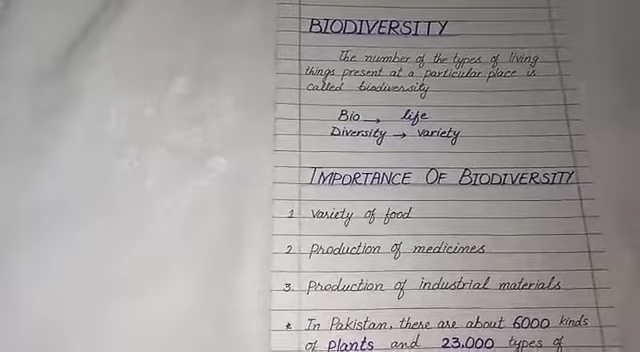 BIODIVERSITY
The number of the types of living
things present at a particular place is
called biodiversity
Bio → life
Diversity → variety
IMPORTANCE OF BIODIVERSITY
1 Variety of food
2. Production of medicines
3. Production of industrial materials
* In Pakistan, there are about 6000 kinds
of Plants and 23,000 types of